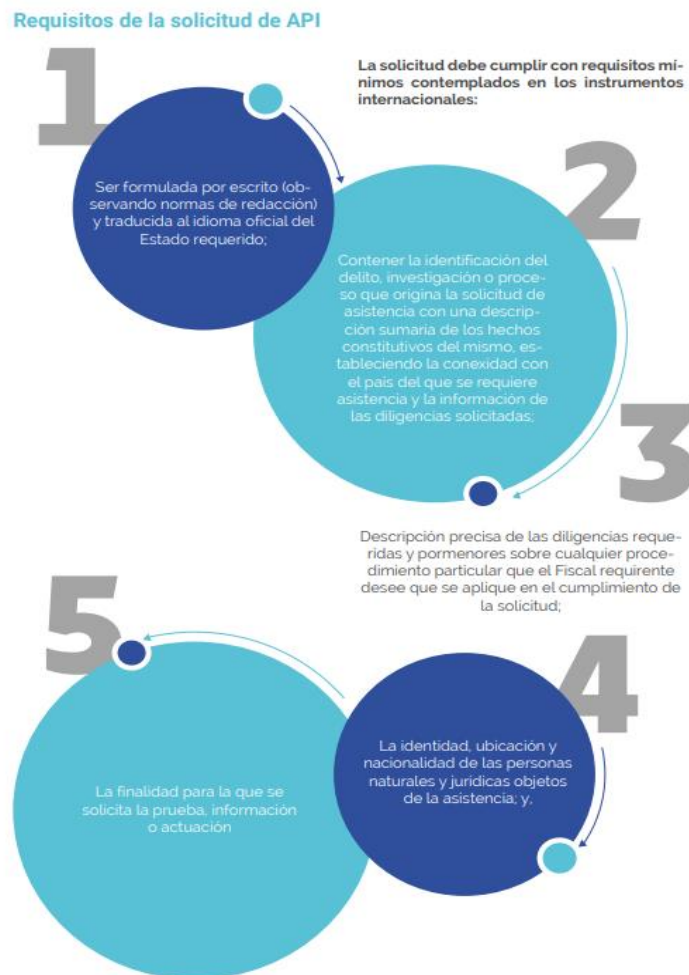 Requisitos de la solicitud de API
La solicitud debe cumplir con requisitos mí-
nimos contemplados en los instrumentos
internacionales:
1
Ser formulada por escrito (ob-
servando normas de redacción)
y traducida al idioma oficial del
Estado requerido;
2
Contener la identificación del
delito, investigación o proce-
so que origina la solicitud de
asistencia con una descrip-
ción sumaria de los hechos
constitutivos del mismo, es-
tableciendo la conexidad con
el país del que se requiere
asistencia y la información de
las diligencias solicitadas;
3
Descripción precisa de las diligencias reque-
ridas y pormenores sobre cualquier proce-
dimiento particular que el Fiscal requirente
desee que se aplique en el cumplimiento de
la solicitud;
4
La identidad, ubicación y
nacionalidad de las personas
naturales y jurídicas objetos
de la asistencia; y,
5
La finalidad para la que se
solicita la prueba, información
o actuación